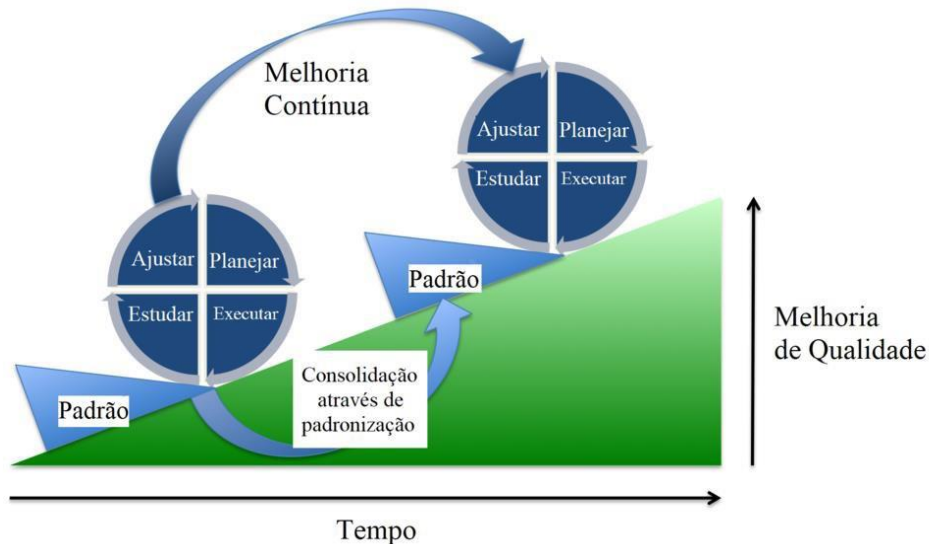 Melhoria
Contínua
Ajustar Planejar
Estudar Executar
Ajustar Planejar
Estudar Executar
Padrão
Padrão
Consolidação
através de
padronização
Melhoria
de Qualidade
Tempo